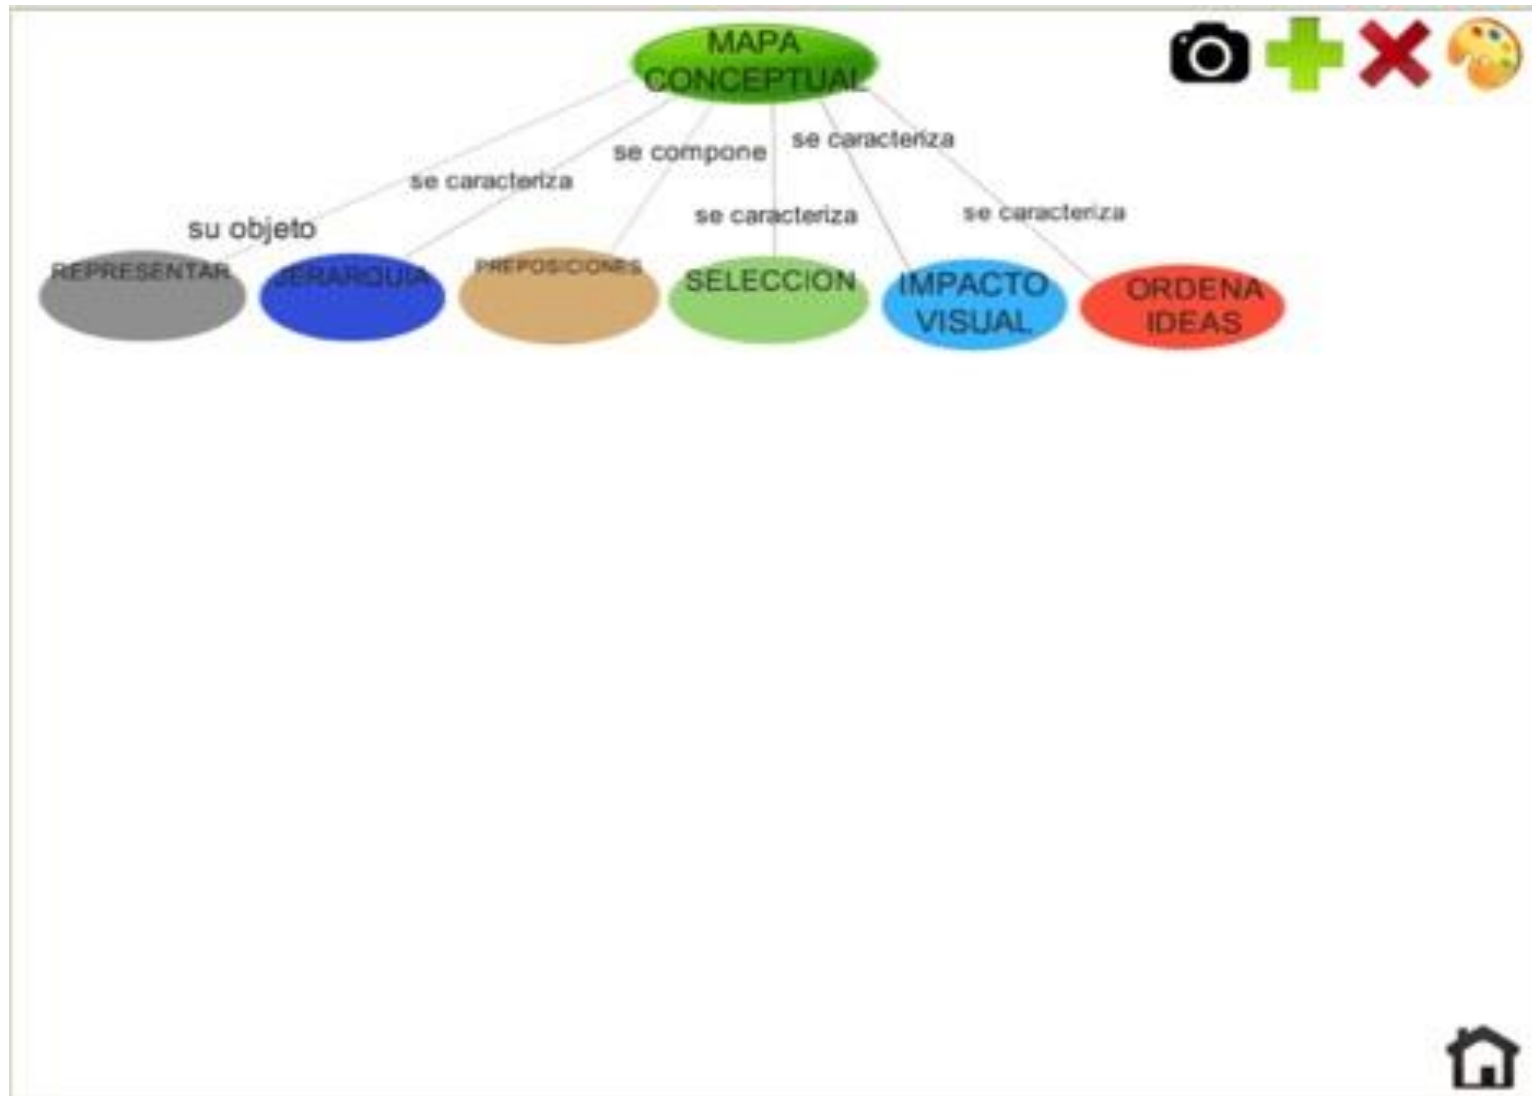 MAPA
CONCEPTUAL
se caracteriza
se compone
se caracteriza
se caracteriza
se caracteriza
su objeto
REPRESENTAR
JERARQUIA
PREPOSICIONES
SELECCION
IMPACTO
VISUAL
ORDENA
IDEAS